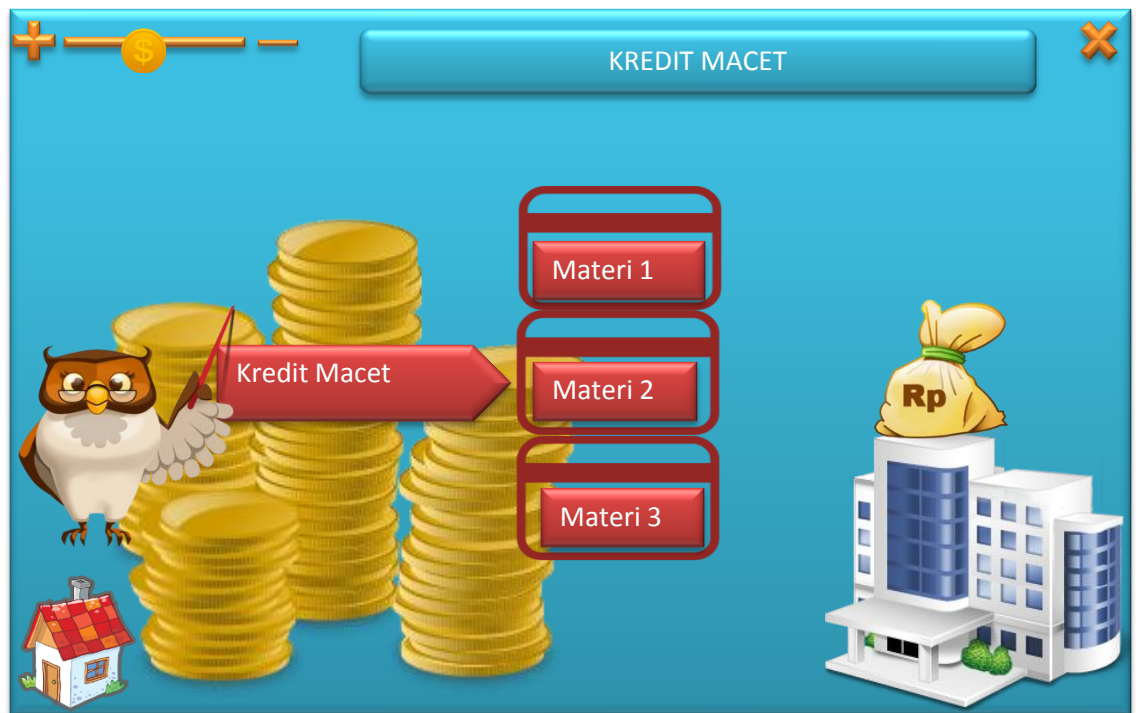 $
KREDIT MACET
Materi 1
Kredit Macet
Materi 2
Rp
Materi 3